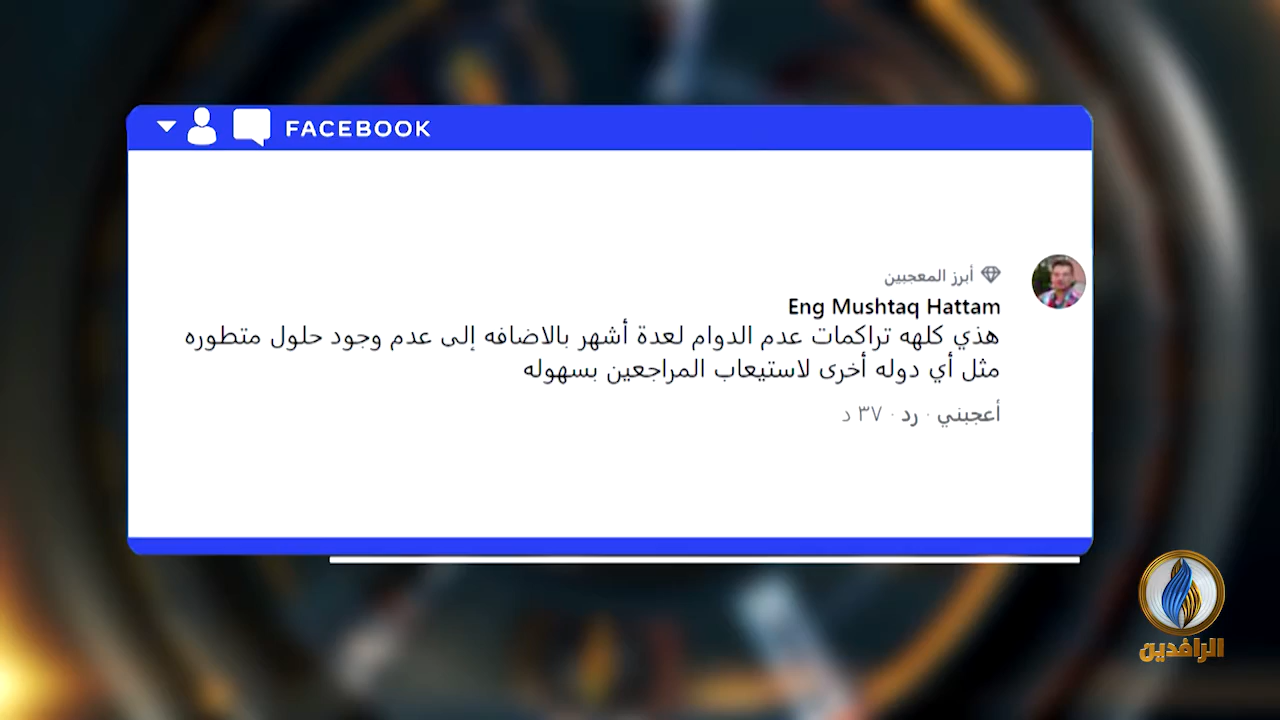 FACEBOOK
أبرز المعجبين
Eng Mushtaq Hattam
هذي كلهه تراكمات عدم الدوام لعدة أشهر بالاضافه إلى عدم وجود حلول متطوره
مثل أي دوله أخرى لاستيعاب المراجعين بسهوله
أعجبني · رد · ٣٧ د
الرافدين